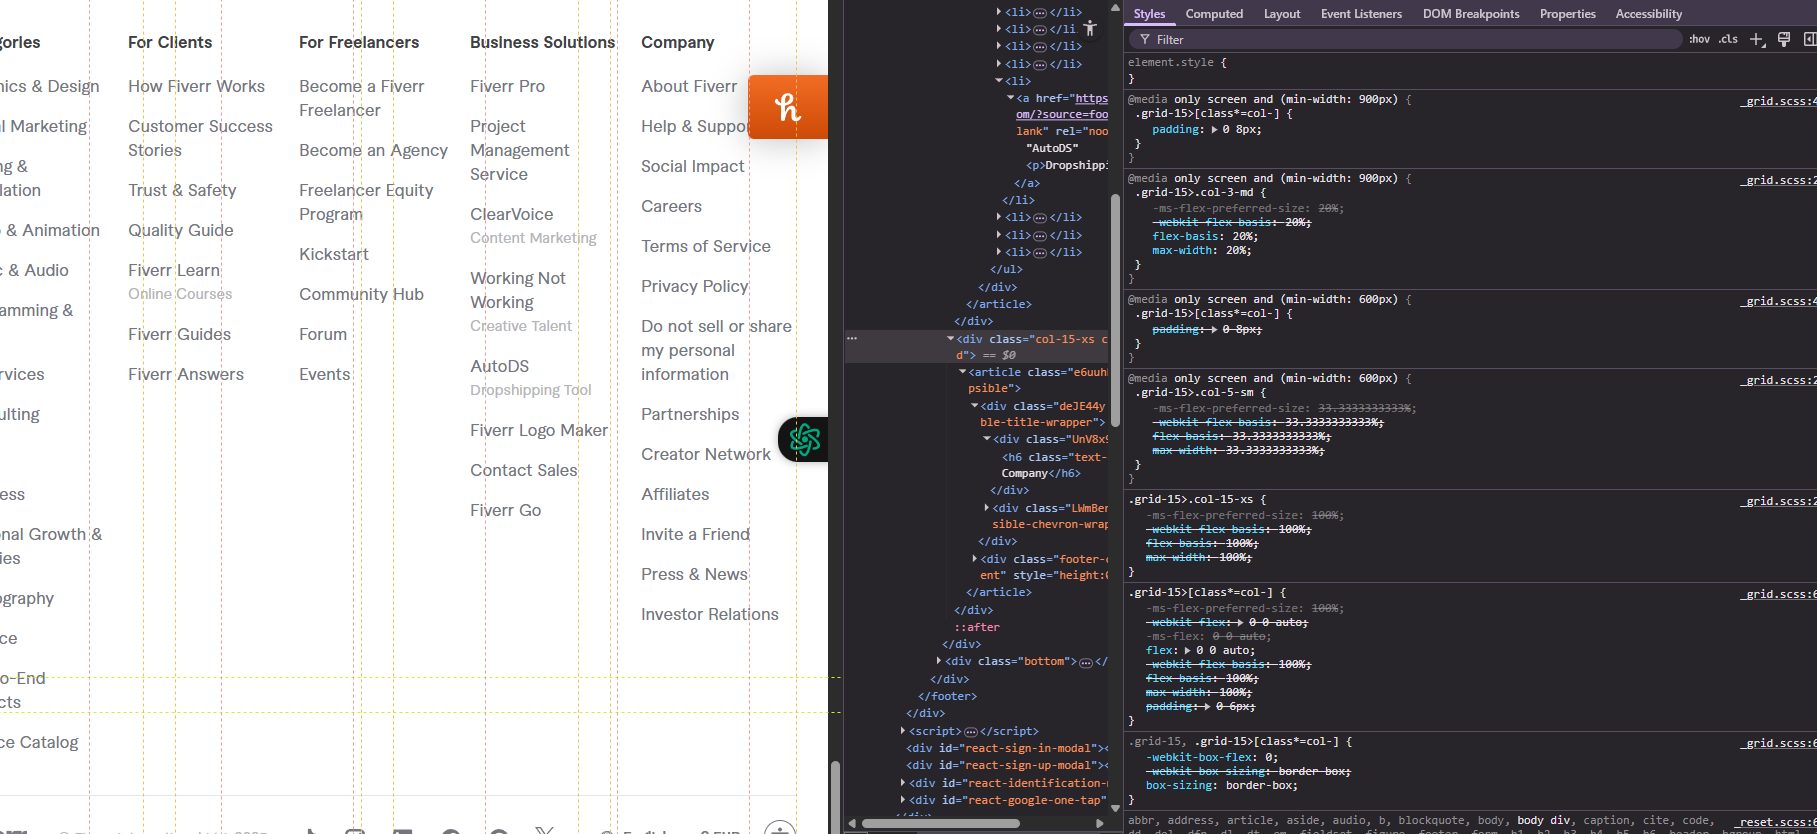 gories
nics & Design
l Marketing
ng &
lation
& Animation
c & Audio
amming &
rvices
ulting
ess
onal Growth &
ies
ography
ce
o-End
cts
ce Catalog
For Clients
How Fiverr Works
Customer Success
Stories
Trust & Safety
Quality Guide
Fiverr Learn
Online Courses
Fiverr Guides
Fiverr Answers
For Freelancers
Become a Fiverr
Freelancer
Become an Agency
Freelancer Equity
Program
Kickstart
Community Hub
Forum
Events
Business Solutions
Fiverr Pro
Project
Management
Service
ClearVoice
Content Marketing
Working Not
Working
Creative Talent
AutoDS
Dropshipping Tool
Fiverr Logo Maker
Contact Sales
Fiverr Go
Company
About Fiverr
Help & Suppo
Social Impact
Careers
Terms of Service
Privacy Policy
Do not sell or share
my personal
information
Partnerships
Creator Network
Affiliates
Invite a Friend
Press & News
Investor Relations
h
<li> ••• </li>
<li> ••• </li
<li> ••• </li>
<li> ••• </li>
<li>
<a href="https
om/?source=foo
lank" rel="noo
"AutoDS"
<p>Dropshippi
</a>
</li>
<li> ••• </li>
<li> ••• </li>
<li> ••• </li>
</ul>
</div>
</article>
</div>
••• <div class="col-15-xs c
d"> == $0
<article class="e6uuh
psible">
<div class="deJE44y
ble-title-wrapper">
<div class="UnV8x9
<h6 class="text-
Company</h6>
</div>
<div class="LWmBer
sible-chevron-wrap
</div>
<div class="footer-c
ent" style="height:0
</article>
</div>
::after
</div>
<div class="bottom"> ••• </
</div>
</footer>
</div>
<script> ••• </script>
<div id="react-sign-in-modal"><
<div id="react-sign-up-modal"><
<div id="react-identification-
<div id="react-google-one-tap"
Styles Computed Layout Event Listeners DOM Breakpoints Properties Accessibility
Filter :hov .cls
element.style {
}
@media only screen and (min-width: 900px) { _grid.scss:4
.grid-15>[class*=col-] {
padding: 0 8px;
}
}
@media only screen and (min-width: 900px) { _grid.scss:2
.grid-15>.col-3-md {
-ms-flex-preferred-size: 20%;
-webkit-flex-basis: 20%;
flex-basis: 20%;
max-width: 20%;
}
}
@media only screen and (min-width: 600px) { _grid.scss:4
.grid-15>[class*=col-] {
padding: 0 8px;
}
}
@media only screen and (min-width: 600px) { _grid.scss:2
.grid-15>.col-5-sm {
-ms-flex-preferred-size: 33.3333333333%;
-webkit-flex-basis: 33.3333333333%;
flex-basis: 33.3333333333%;
max-width: 33.3333333333%;
}
}
.grid-15>.col-15-xs { _grid.scss:2
-ms-flex-preferred-size: 100%;
-webkit-flex-basis: 100%;
flex-basis: 100%;
max-width: 100%;
}
.grid-15>[class*=col-] { _grid.scss:6
-ms-flex-preferred-size: 100%;
-webkit-flex: 0 0 auto;
-ms-flex: 0 0 auto;
flex: 0 0 auto;
-webkit-flex-basis: 100%;
flex-basis: 100%;
max-width: 100%;
padding: 0 6px;
}
.grid-15, .grid-15>[class*=col-] { _grid.scss:6
-webkit-box-flex: 0;
-webkit-box-sizing: border-box;
box-sizing: border-box;
}
abbr, address, article, aside, audio, b, blockquote, body, body div, caption, cite, code, _reset.scss:6